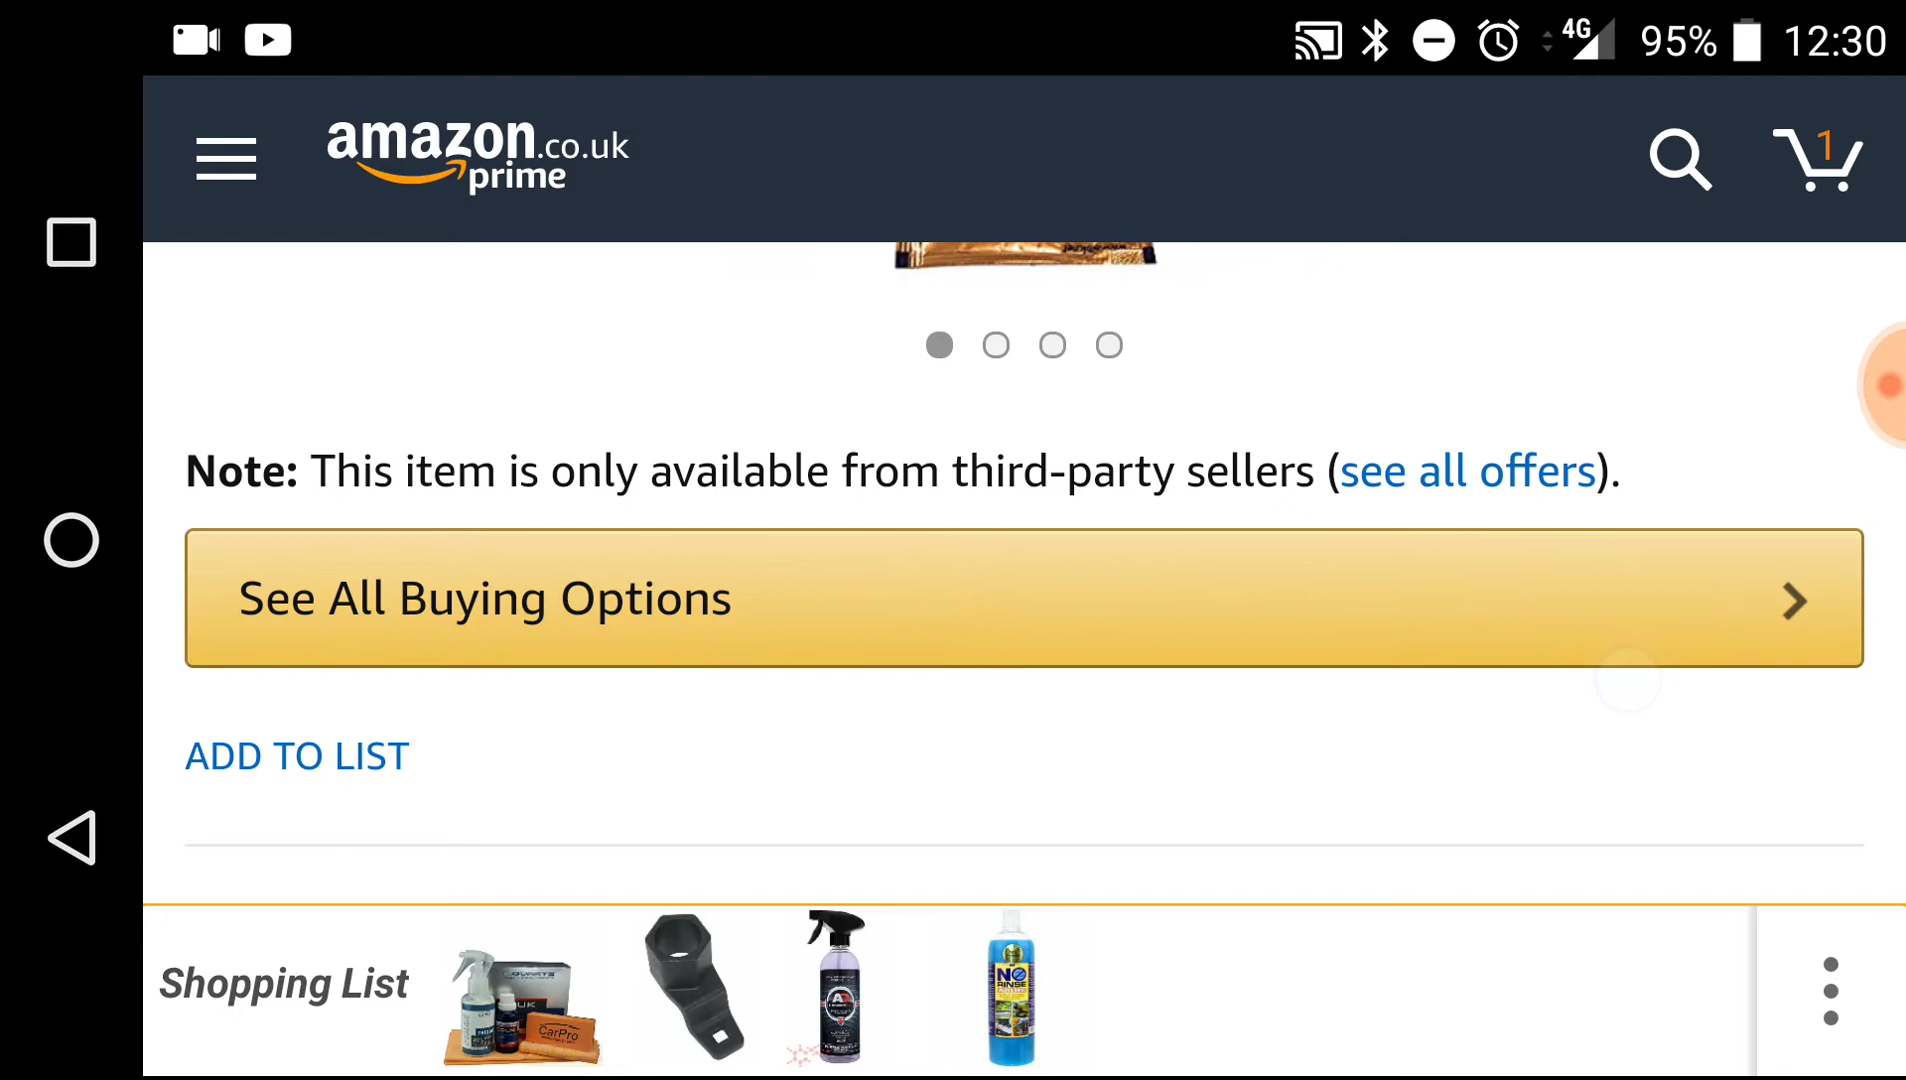 4G 95% 12:30
amazon.co.uk
prime
1
Note: This item is only available from third-party sellers (see all offers).
See All Buying Options
ADD TO LIST
Shopping List
CarPro
NO
RINSE